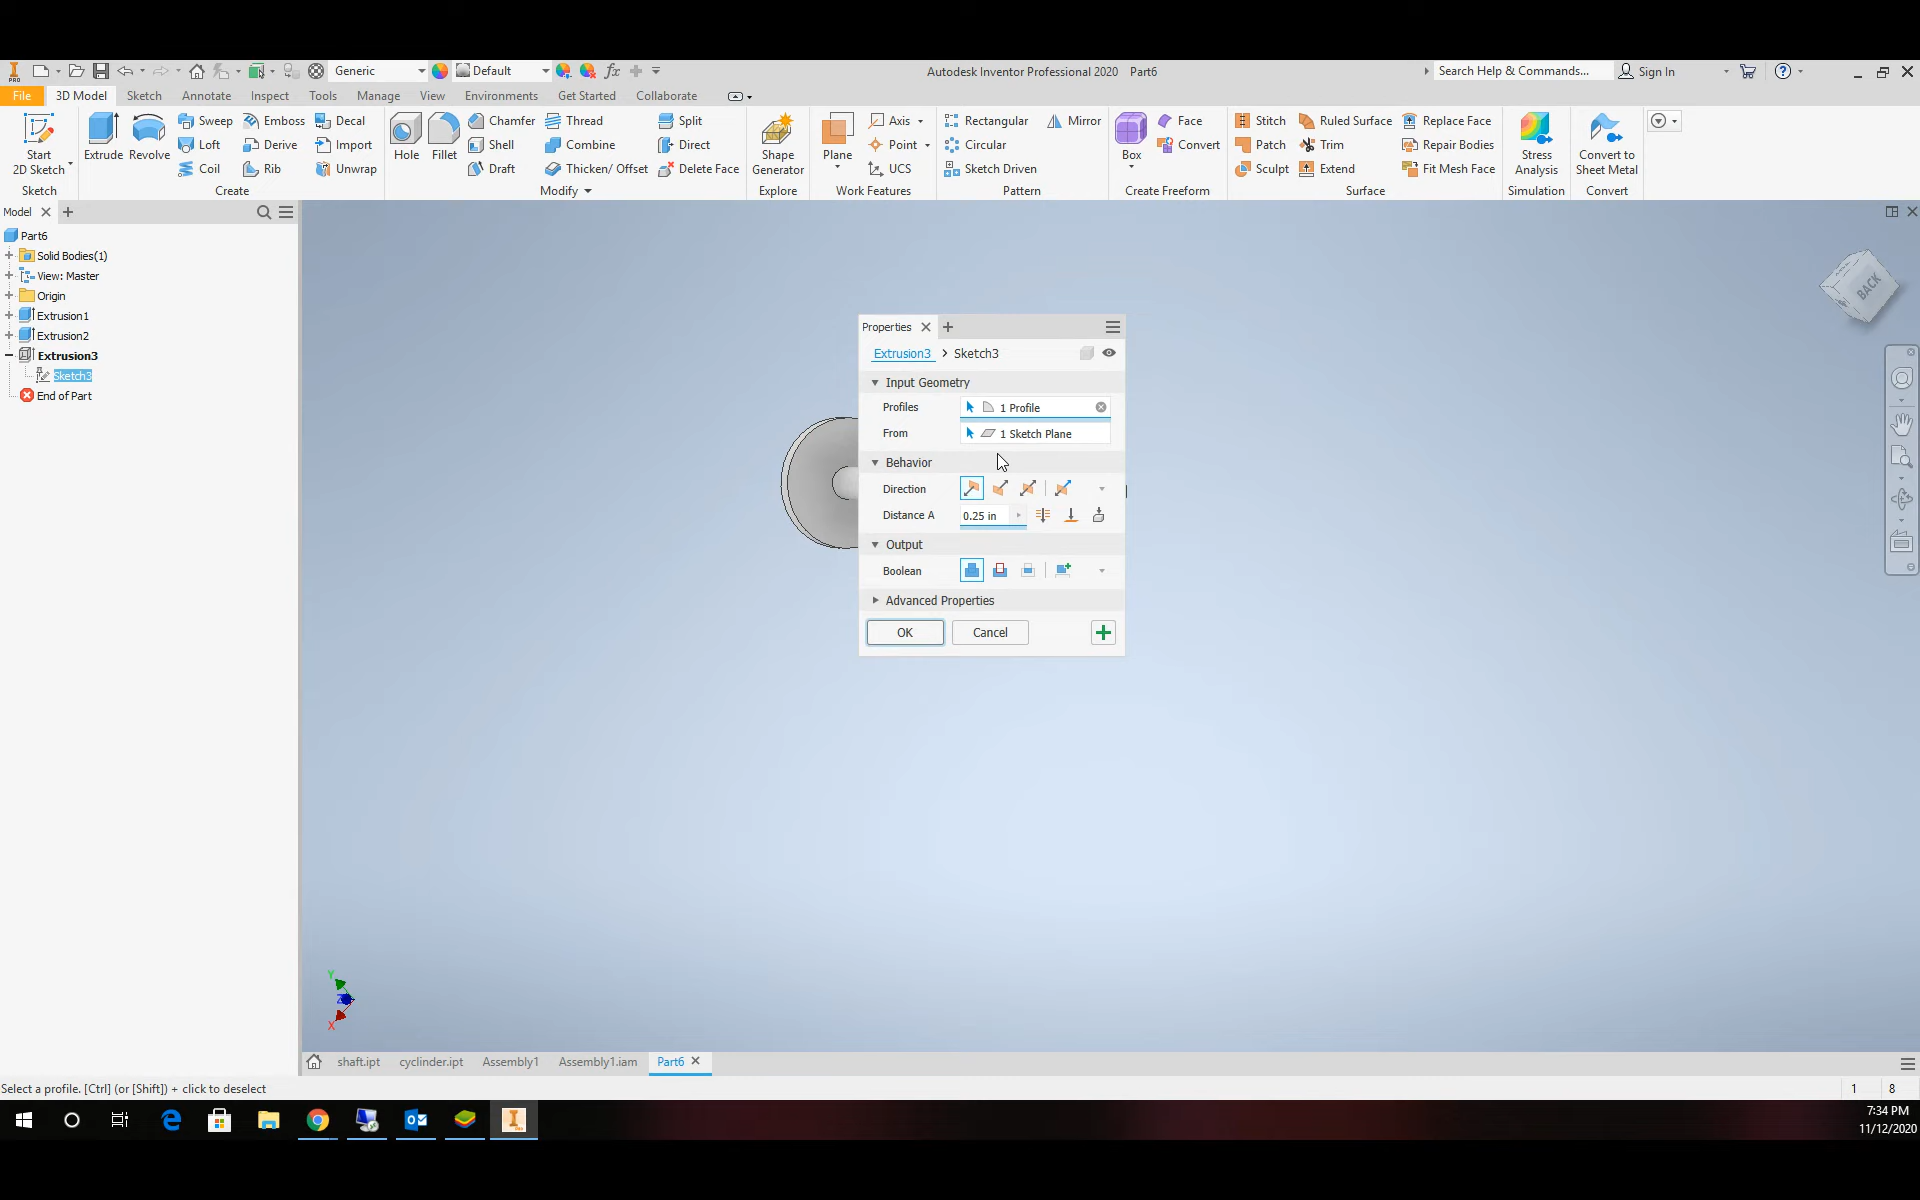 Generic Default Autodesk Inventor Professional 2020 Part6 Search Help & Commands... Sign In
File 3D Model Sketch Annotate Inspect Tools Manage View Environments Get Started Collaborate
Sweep Emboss Decal Chamfer Thread Split Axis Rectangular Mirror Face Stitch Ruled Surface Replace Face
Start 2D Sketch Extrude Revolve Loft Derive Import Hole Fillet Shell Combine Direct Shape Generator Plane Point Circular Box Convert Patch Trim Repair Bodies Stress Analysis Convert to Sheet Metal
Coil Rib Unwrap Draft Thicken/ Offset Delete Face UCS Sketch Driven Sculpt Extend Fit Mesh Face
Sketch Create Modify Explore Work Features Pattern Create Freeform Surface Simulation Convert
Model
Part6
Solid Bodies(1)
View: Master
Origin
Extrusion1
Extrusion2
Extrusion3
Sketch3
End of Part
BACK
Properties
Extrusion3 > Sketch3
Input Geometry
Profiles 1 Profile
From 1 Sketch Plane
Behavior
Direction
Distance A 0.25 in
Output
Boolean
Advanced Properties
OK Cancel
Y
Z
X
shaft.ipt cyclinder.ipt Assembly1 Assembly1.iam Part6
Select a profile. [Ctrl] (or [Shift]) + click to deselect 1 8
7:34 PM
11/12/2020